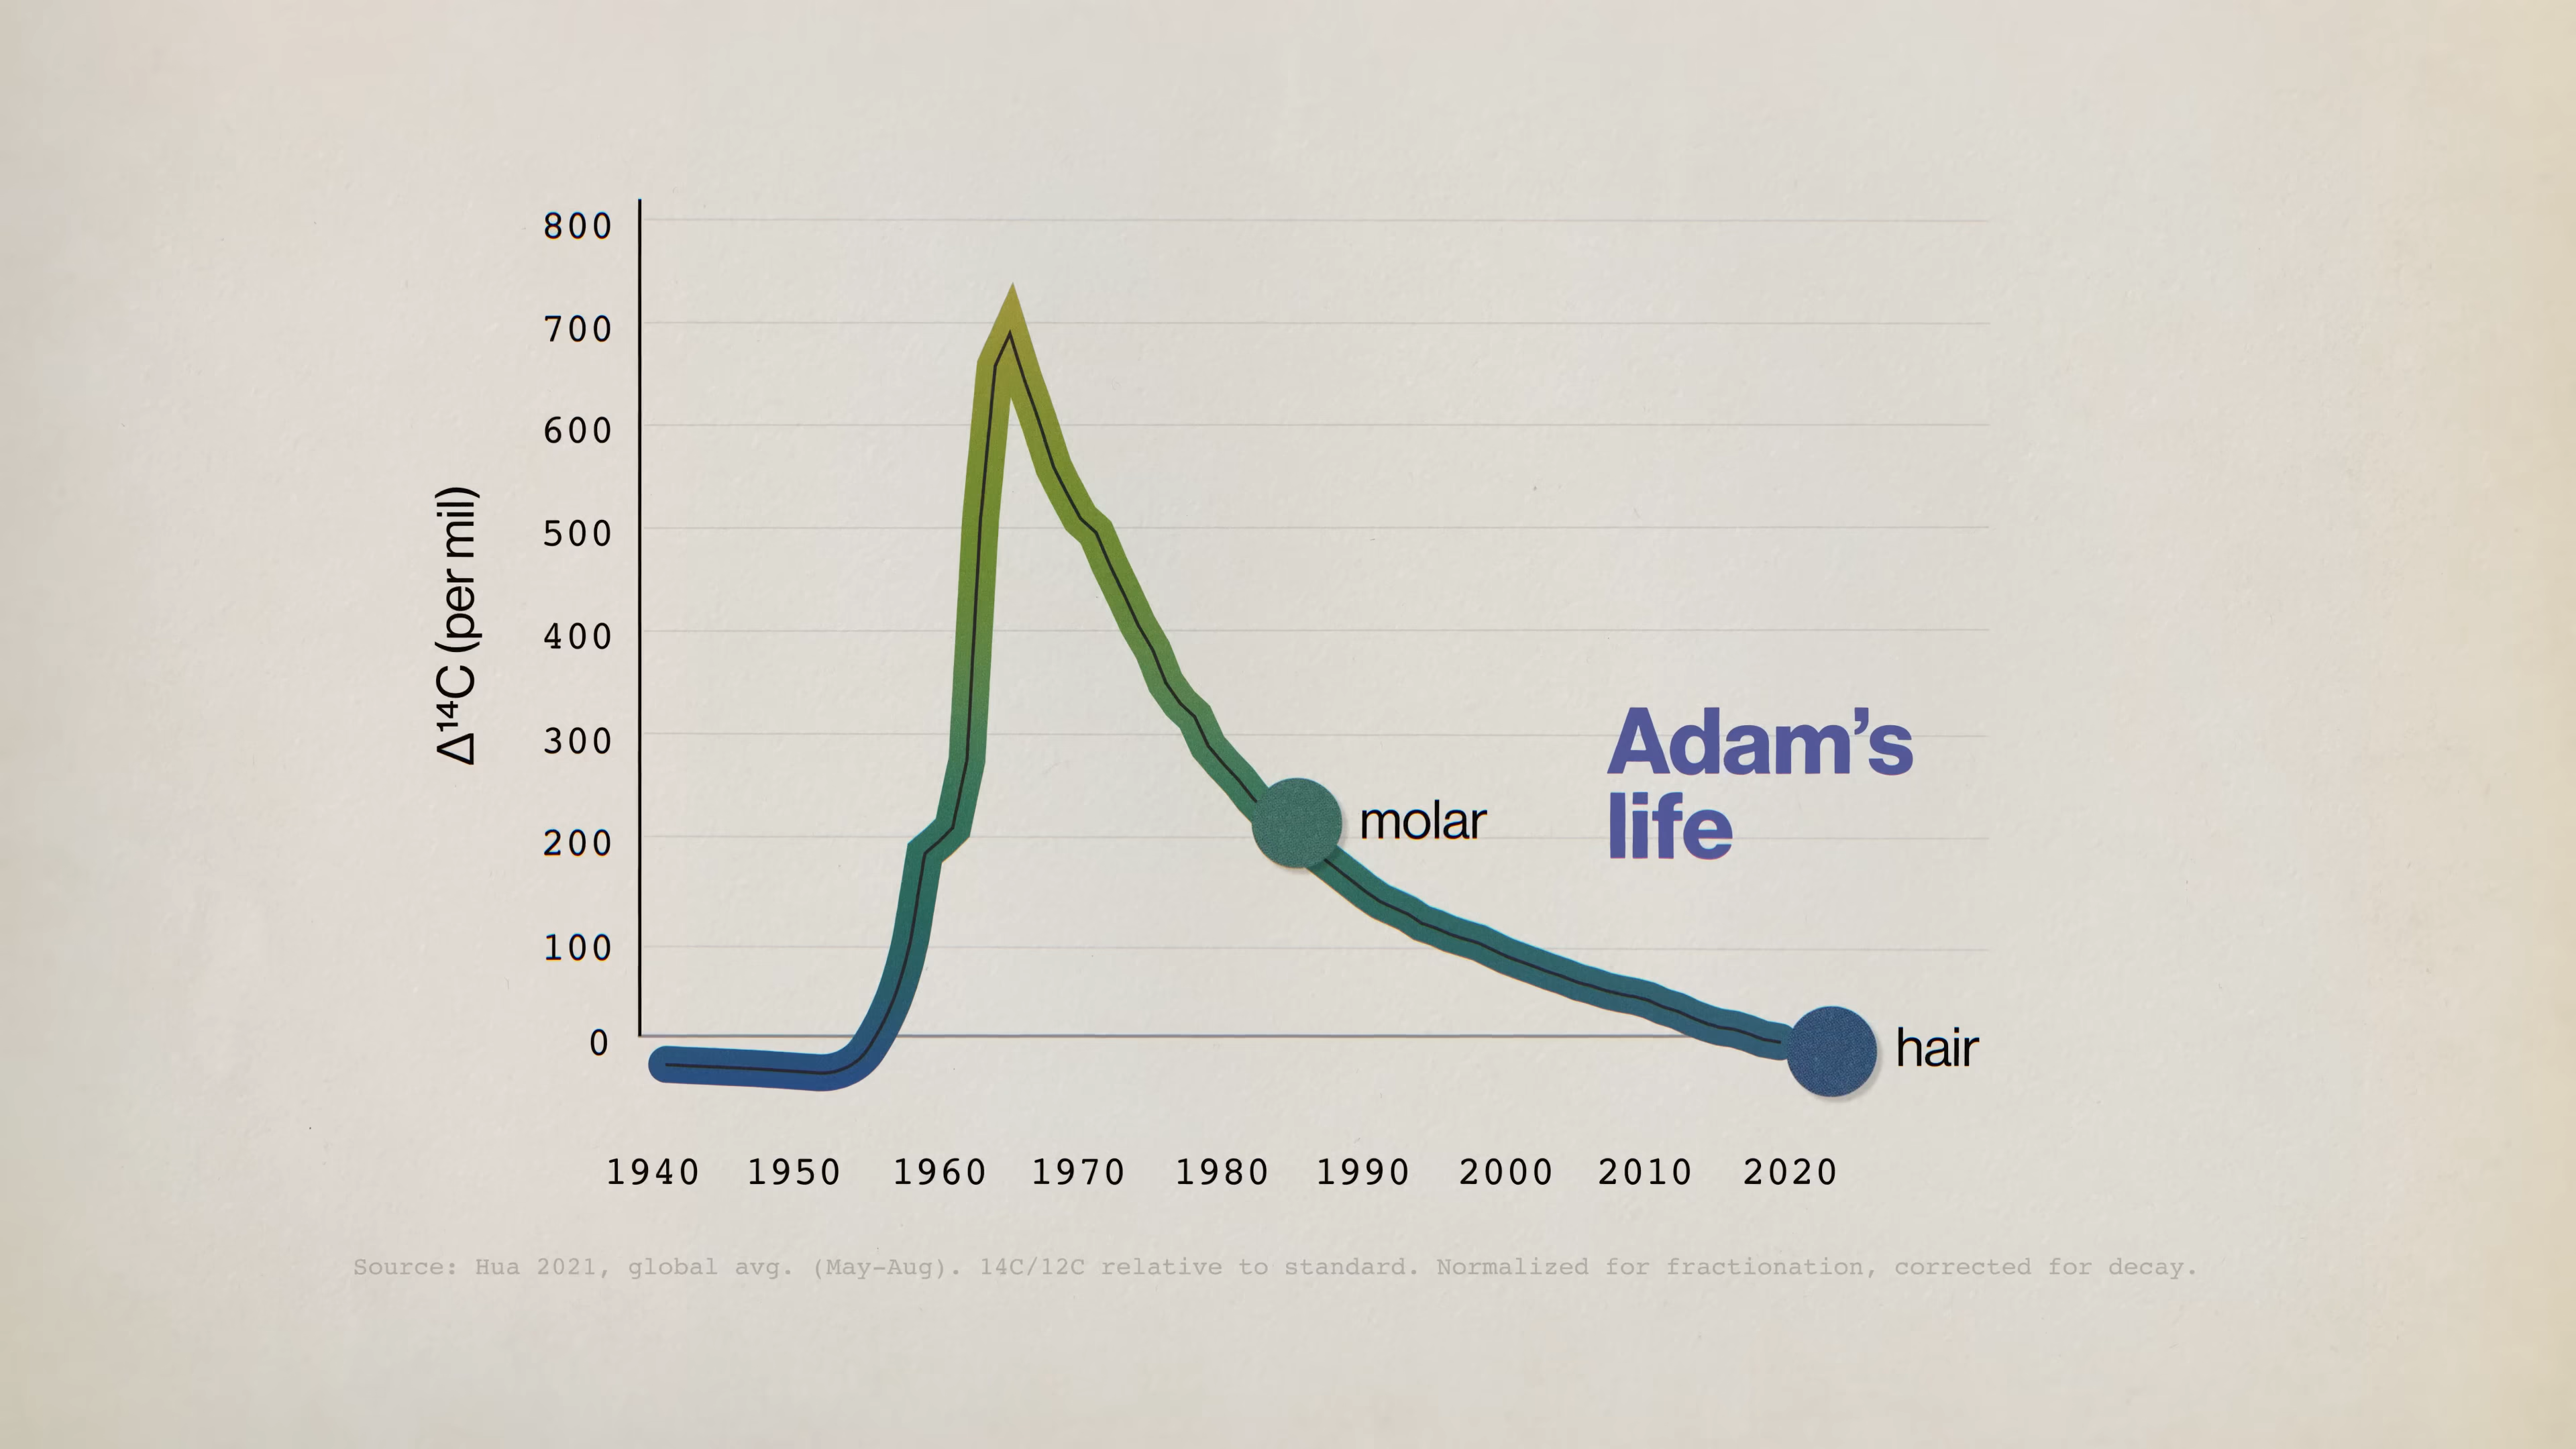 800
700
600
500
400
300
200
100
0
Δ¹⁴C (per mil)
molar
Adam’s
life
hair
1940 1950 1960 1970 1980 1990 2000 2010 2020
Source: Hua 2021, global avg. (May-Aug). 14C/12C relative to standard. Normalized for fractionation, corrected for decay.